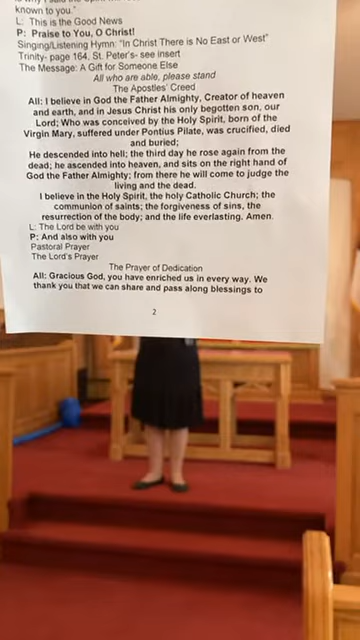 known to you."
L: This is the Good News
P: Praise to You, O Christ!
Singing/Listening Hymn: "In Christ There is No East or West"
Trinity- page 164, St. Peter's- see insert
The Message: A Gift for Someone Else
All who are able, please stand
The Apostles' Creed
All: I believe in God the Father Almighty, Creator of heaven
and earth, and in Jesus Christ his only begotten son, our
Lord; Who was conceived by the Holy Spirit, born of the
Virgin Mary, suffered under Pontius Pilate, was crucified, died
and buried;
He descended into hell; the third day he rose again from the
dead; he ascended into heaven, and sits on the right hand of
God the Father Almighty; from there he will come to judge the
living and the dead.
I believe in the Holy Spirit, the holy Catholic Church; the
communion of saints; the forgiveness of sins, the
resurrection of the body; and the life everlasting. Amen.
L: The Lord be with you
P: And also with you
Pastoral Prayer
The Lord's Prayer
The Prayer of Dedication
All: Gracious God, you have enriched us in every way. We
thank you that we can share and pass along blessings to
2